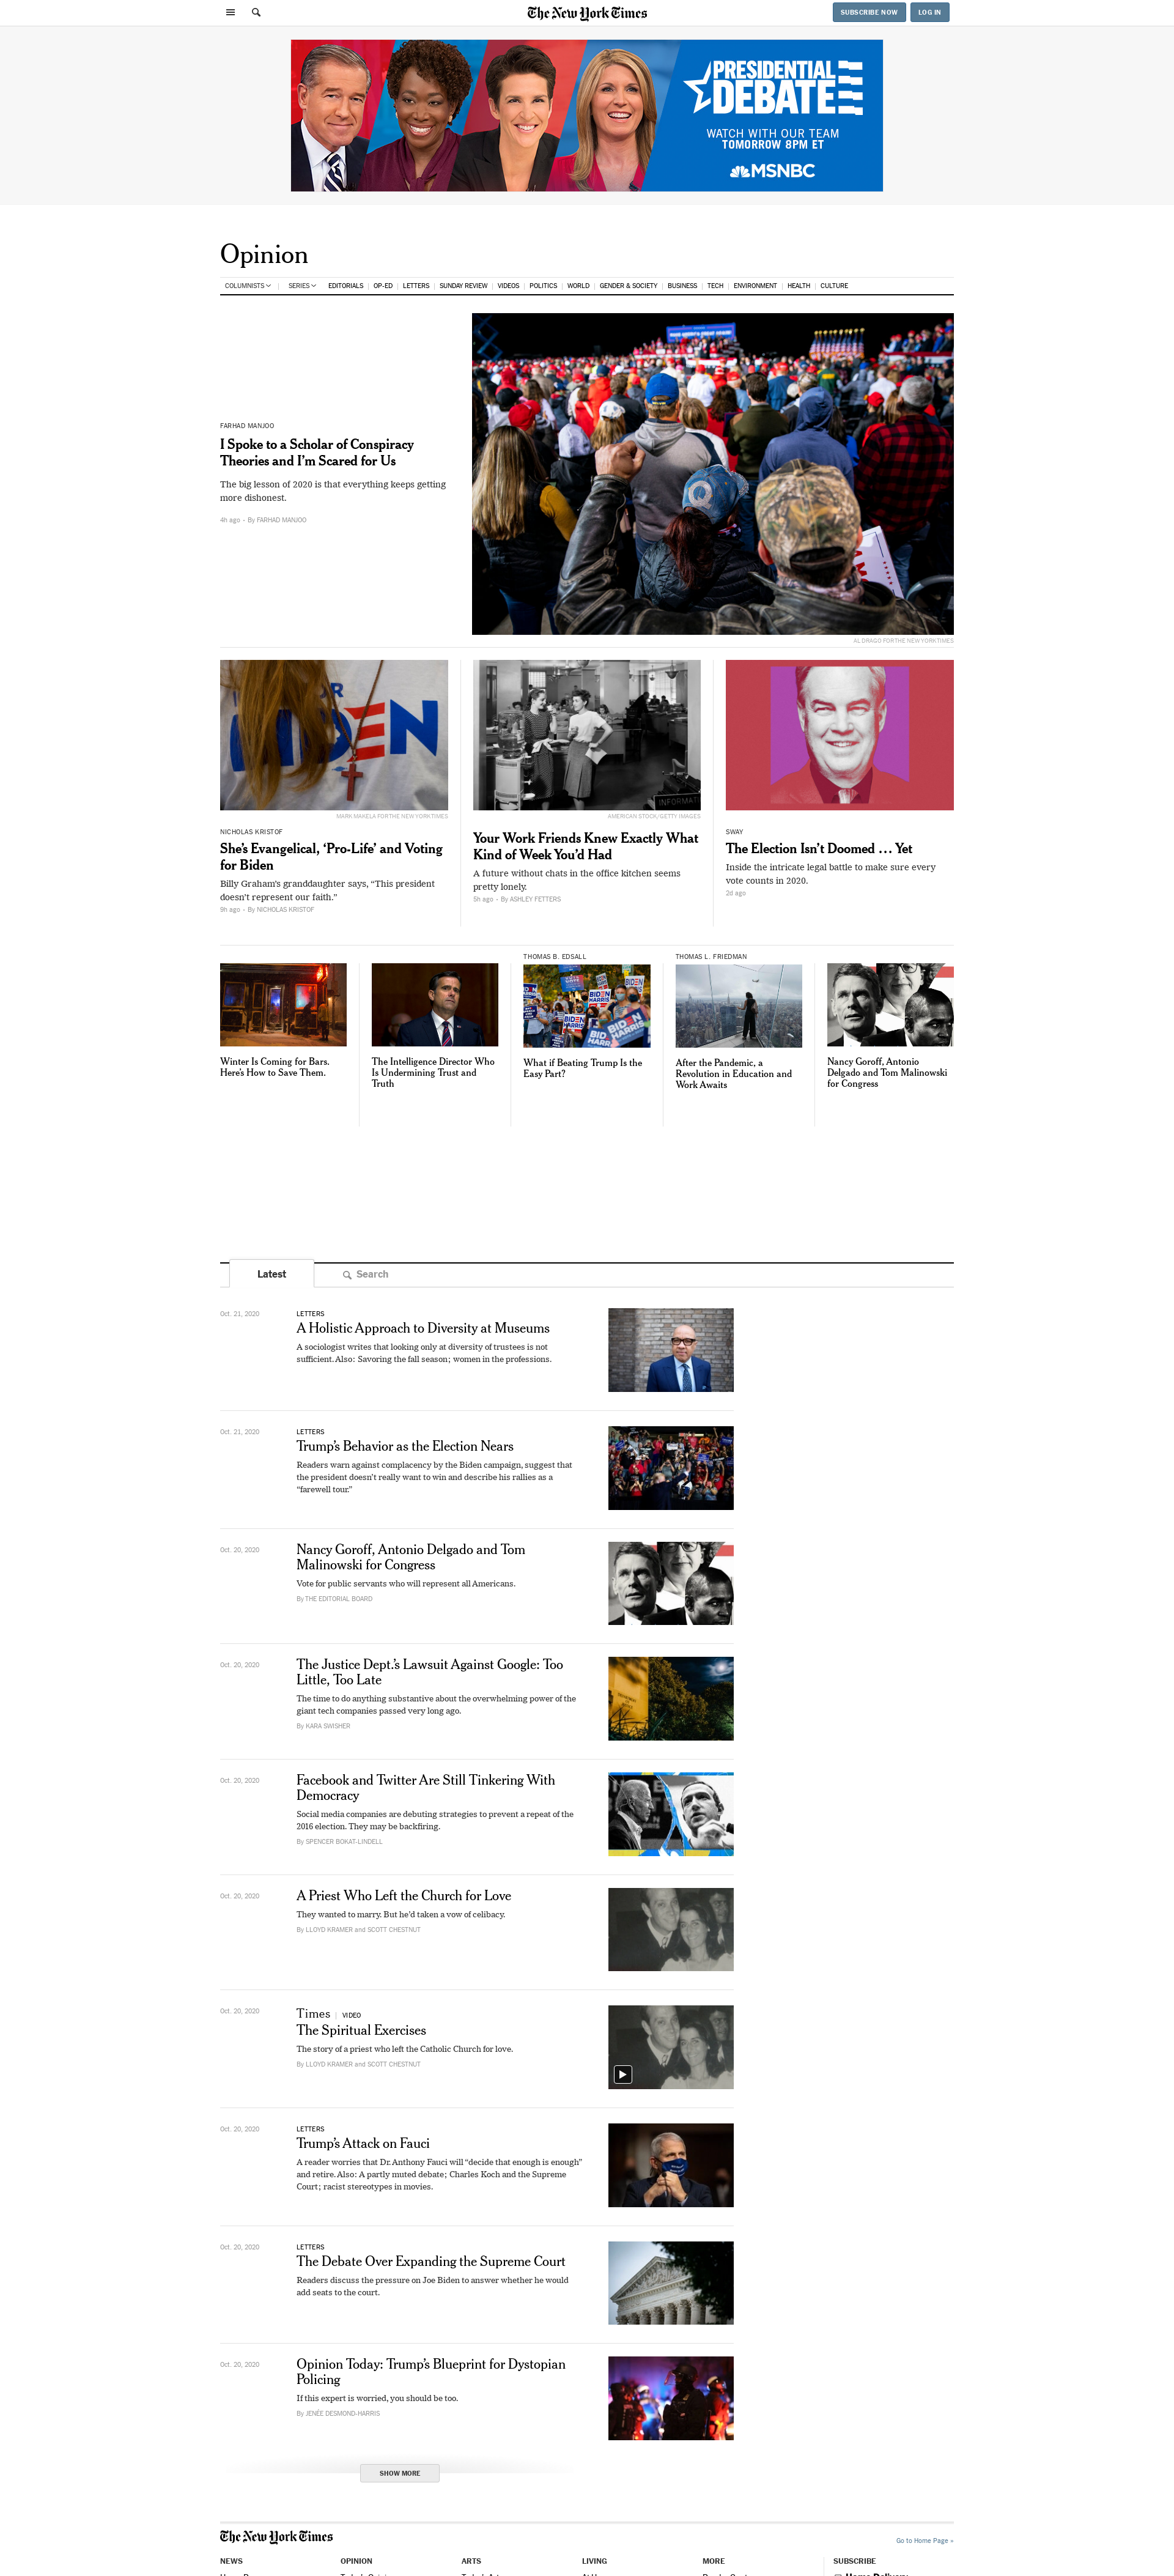 The New York Times
SUBSCRIBE NOW
LOG IN
PRESIDENTIAL
DEBATE
WATCH WITH OUR TEAM
TOMORROW 8PM ET
MSNBC
Opinion
COLUMNISTS
SERIES
EDITORIALS
OP-ED
LETTERS
SUNDAY REVIEW
VIDEOS
POLITICS
WORLD
GENDER & SOCIETY
BUSINESS
TECH
ENVIRONMENT
HEALTH
CULTURE
FARHAD MANJOO
I Spoke to a Scholar of Conspiracy
Theories and I’m Scared for Us
The big lesson of 2020 is that everything keeps getting
more dishonest.
4h ago - By FARHAD MANJOO
AL DRAGO FOR THE NEW YORK TIMES
MARK MAKELA FOR THE NEW YORK TIMES
NICHOLAS KRISTOF
She’s Evangelical, ‘Pro-Life’ and Voting
for Biden
Billy Graham’s granddaughter says, “This president
doesn’t represent our faith.”
9h ago - By NICHOLAS KRISTOF
INFORMATI
AMERICAN STOCK/GETTY IMAGES
Your Work Friends Knew Exactly What
Kind of Week You’d Had
A future without chats in the office kitchen seems
pretty lonely.
5h ago - By ASHLEY FETTERS
SWAY
The Election Isn’t Doomed … Yet
Inside the intricate legal battle to make sure every
vote counts in 2020.
2d ago
Winter Is Coming for Bars.
Here’s How to Save Them.
The Intelligence Director Who
Is Undermining Trust and
Truth
THOMAS B. EDSALL
BIDEN
HARRIS
What if Beating Trump Is the
Easy Part?
THOMAS L. FRIEDMAN
After the Pandemic, a
Revolution in Education and
Work Awaits
Nancy Goroff, Antonio
Delgado and Tom Malinowski
for Congress
Latest
Search
Oct. 21, 2020
LETTERS
A Holistic Approach to Diversity at Museums
A sociologist writes that looking only at diversity of trustees is not
sufficient. Also: Savoring the fall season; women in the professions.
Oct. 21, 2020
LETTERS
Trump’s Behavior as the Election Nears
Readers warn against complacency by the Biden campaign, suggest that
the president doesn’t really want to win and describe his rallies as a
“farewell tour.”
Oct. 20, 2020
Nancy Goroff, Antonio Delgado and Tom
Malinowski for Congress
Vote for public servants who will represent all Americans.
By THE EDITORIAL BOARD
Oct. 20, 2020
The Justice Dept.’s Lawsuit Against Google: Too
Little, Too Late
The time to do anything substantive about the overwhelming power of the
giant tech companies passed very long ago.
By KARA SWISHER
Oct. 20, 2020
Facebook and Twitter Are Still Tinkering With
Democracy
Social media companies are debuting strategies to prevent a repeat of the
2016 election. They may be backfiring.
By SPENCER BOKAT-LINDELL
Oct. 20, 2020
A Priest Who Left the Church for Love
They wanted to marry. But he’d taken a vow of celibacy.
By LLOYD KRAMER and SCOTT CHESTNUT
Oct. 20, 2020
Times | VIDEO
The Spiritual Exercises
The story of a priest who left the Catholic Church for love.
By LLOYD KRAMER and SCOTT CHESTNUT
Oct. 20, 2020
LETTERS
Trump’s Attack on Fauci
A reader worries that Dr. Anthony Fauci will “decide that enough is enough”
and retire. Also: A partly muted debate; Charles Koch and the Supreme
Court; racist stereotypes in movies.
Oct. 20, 2020
LETTERS
The Debate Over Expanding the Supreme Court
Readers discuss the pressure on Joe Biden to answer whether he would
add seats to the court.
Oct. 20, 2020
Opinion Today: Trump’s Blueprint for Dystopian
Policing
If this expert is worried, you should be too.
By JENÉE DESMOND-HARRIS
SHOW MORE
The New York Times
Go to Home Page »
NEWS
OPINION
ARTS
LIVING
MORE
SUBSCRIBE